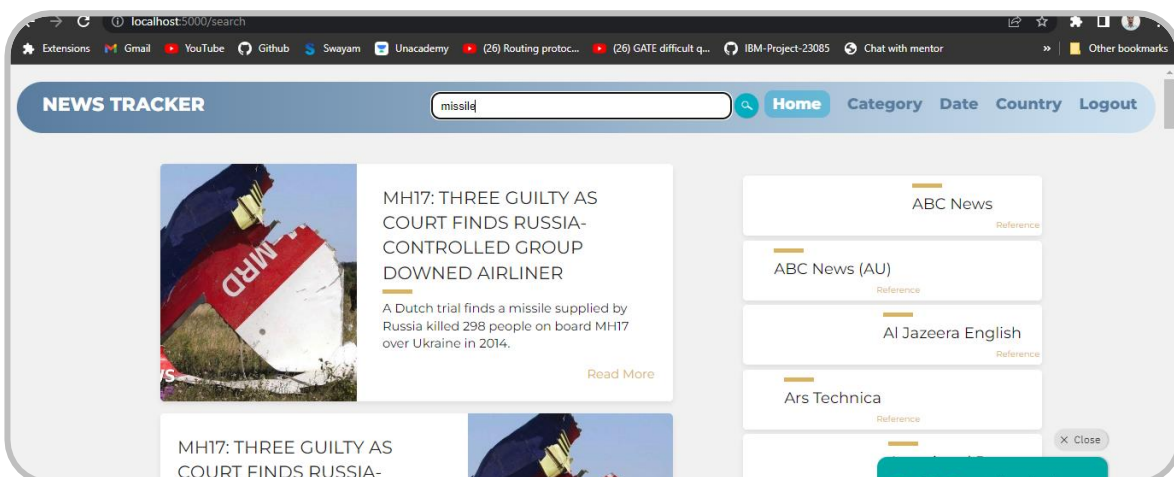 localhost:5000/search
Extensions Gmail YouTube Github Swayam Unacademy (26) Routing protoc... (26) GATE difficult q... IBM-Project-23085 Chat with mentor » Other bookmarks
NEWS TRACKER missile Home Category Date Country Logout
MRD
MH17: THREE GUILTY AS
COURT FINDS RUSSIA-
CONTROLLED GROUP
DOWNED AIRLINER
A Dutch trial finds a missile supplied by
Russia killed 298 people on board MH17
over Ukraine in 2014.
Read More
MH17: THREE GUILTY AS
COURT FINDS RUSSIA-
ABC News
Reference
ABC News (AU)
Reference
Al Jazeera English
Reference
Ars Technica
Reference
× Close